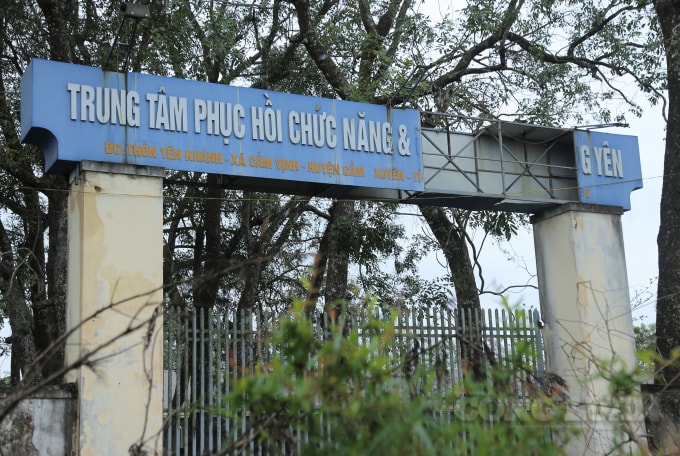 TRUNG TÂM PHỤC HỒI CHỨC NĂNG & G YÊN
ĐC: THÔN YÊN KHÁNH - XÃ CẨM VỊNH - HUYỆN CẨM XUYÊN - T